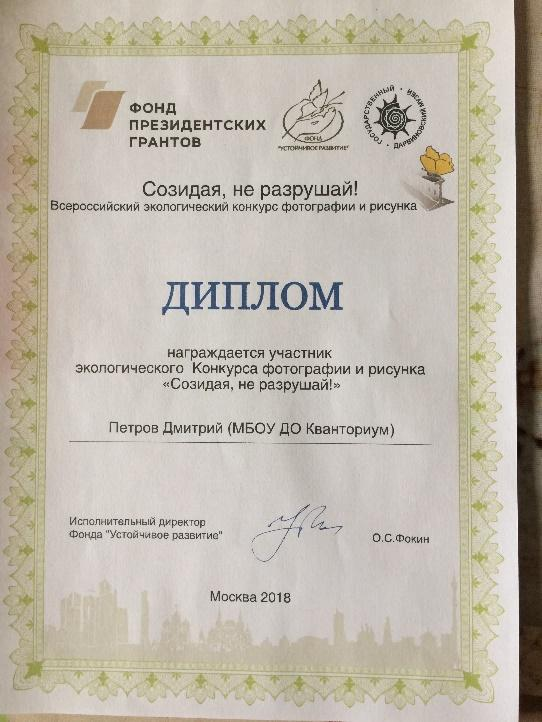 ФОНД
ПРЕЗИДЕНТСКИХ
ГРАНТОВ
ФОНД
"УСТОЙЧИВОЕ РАЗВИТИЕ"
ГОСУДАРСТВЕННЫЙ ДАРВИНОВСКИЙ МУЗЕЙ
Созидая, не разрушай!
Всероссийский экологический конкурс фотографии и рисунка
ДИПЛОМ
награждается участник
экологического Конкурса фотографии и рисунка
«Созидая, не разрушай!»
Петров Дмитрий (МБОУ ДО Кванториум)
Исполнительный директор
Фонда "Устойчивое развитие"
О.С.Фокин
Москва 2018